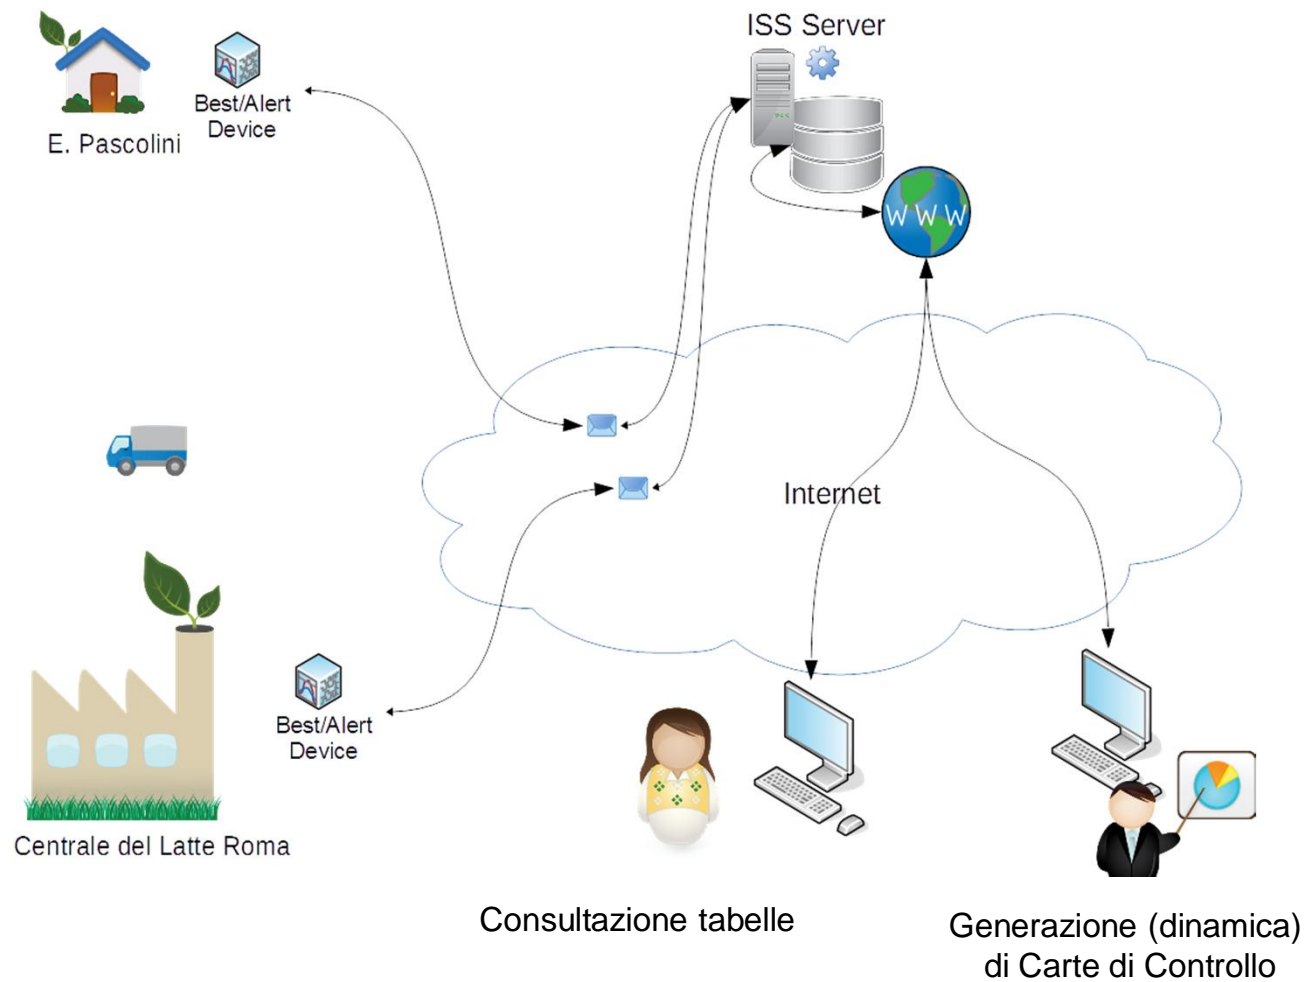 ISS Server
Best/Alert
Device
E. Pascolini
WWW
Internet
Best/Alert
Device
Centrale del Latte Roma
Consultazione tabelle
Generazione (dinamica)
di Carte di Controllo